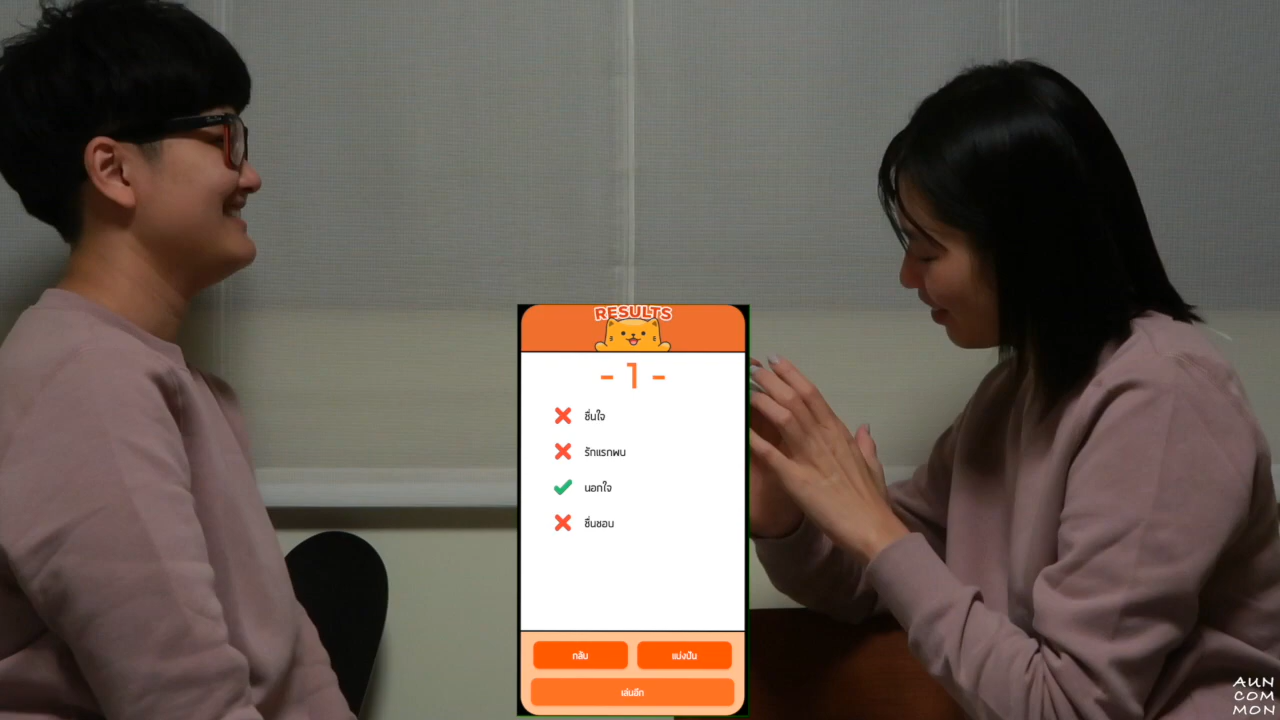 RESULTS
- 1 -
ชื่นใจ
รักแรกพบ
นอกใจ
ชื่นชอบ
กลับ
แบ่งปัน
เล่นอีก
AUN
COM
MON